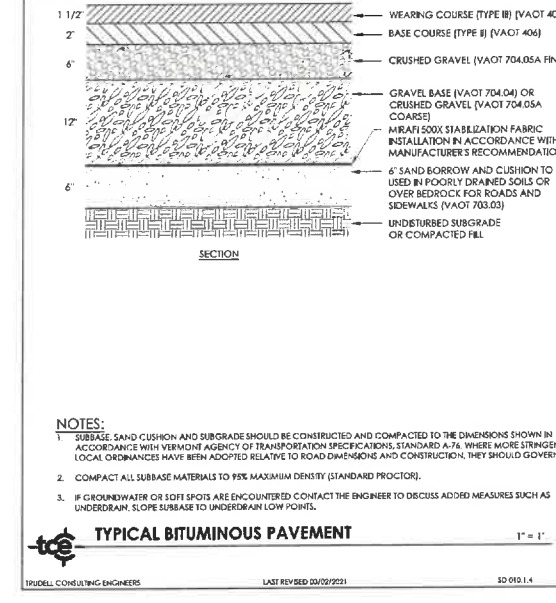 1 1/2" WEARING COURSE (TYPE III) (VAOT 40
2" BASE COURSE (TYPE II) (VAOT 406)
6" CRUSHED GRAVEL (VAOT 704.05A FIN
12" GRAVEL BASE (VAOT 704.04) OR
CRUSHED GRAVEL (VAOT 704.05A
COARSE)
MIRAFI 500X STABILIZATION FABRIC
INSTALLATION IN ACCORDANCE WITH
MANUFACTURER'S RECOMMENDATIO
6" 6" SAND BORROW AND CUSHION TO
USED IN POORLY DRAINED SOILS OR
OVER BEDROCK FOR ROADS AND
SIDEWALKS (VAOT 703.03)
UNDISTURBED SUBGRADE
OR COMPACTED FILL
SECTION
NOTES:
1. SUBBASE, SAND CUSHION AND SUBGRADE SHOULD BE CONSTRUCTED AND COMPACTED TO THE DIMENSIONS SHOWN IN
ACCORDANCE WITH VERMONT AGENCY OF TRANSPORTATION SPECIFICATIONS, STANDARD A-76. WHERE MORE STRINGEN
LOCAL ORDINANCES HAVE BEEN ADOPTED RELATIVE TO ROAD DIMENSIONS AND CONSTRUCTION, THEY SHOULD GOVER
2. COMPACT ALL SUBBASE MATERIALS TO 95% MAXIMUM DENSITY (STANDARD PROCTOR).
3. IF GROUNDWATER OR SOFT SPOTS ARE ENCOUNTERED CONTACT THE ENGINEER TO DISCUSS ADDED MEASURES SUCH AS
UNDERDRAIN. SLOPE SUBBASE TO UNDERDRAIN LOW POINTS.
tce TYPICAL BITUMINOUS PAVEMENT 1" = 1'
TRUDELL CONSULTING ENGINEERS LAST REVISED 03/02/2021 SD 010.1.4